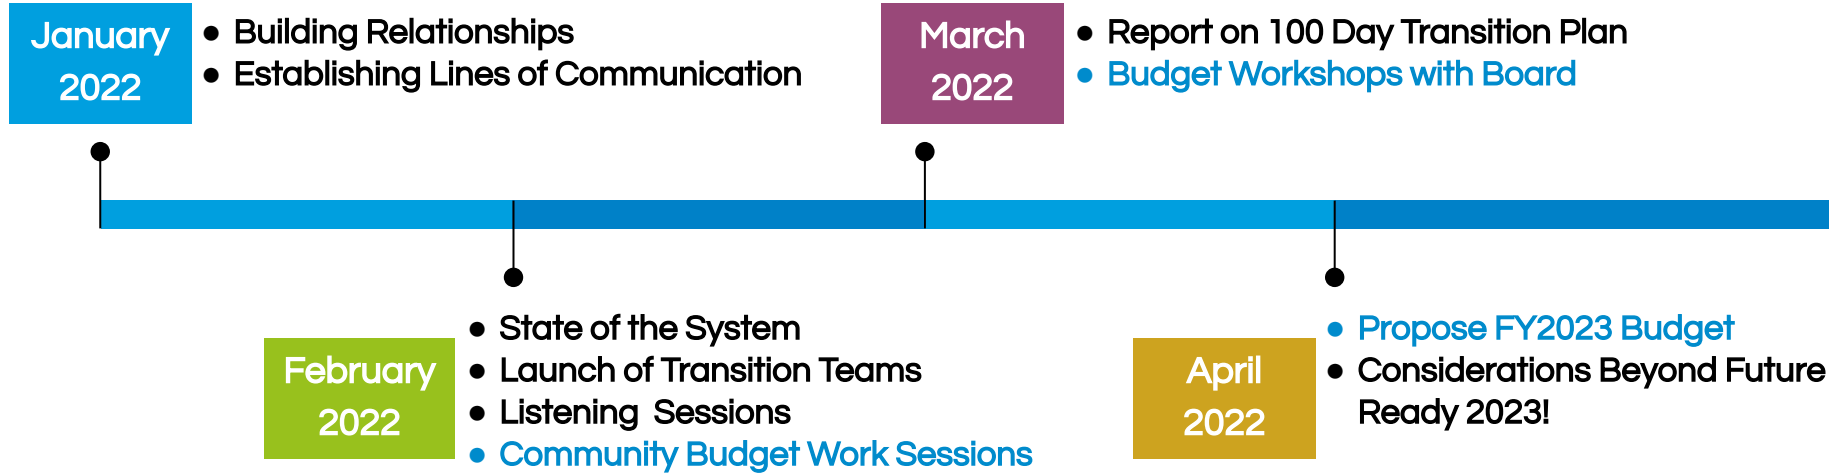 January
2022
● Building Relationships
● Establishing Lines of Communication
February
2022
● State of the System
● Launch of Transition Teams
● Listening  Sessions
● Community Budget Work Sessions
March
2022
● Report on 100 Day Transition Plan
● Budget Workshops with Board
April
2022
● Propose FY2023 Budget
● Considerations Beyond Future
Ready 2023!